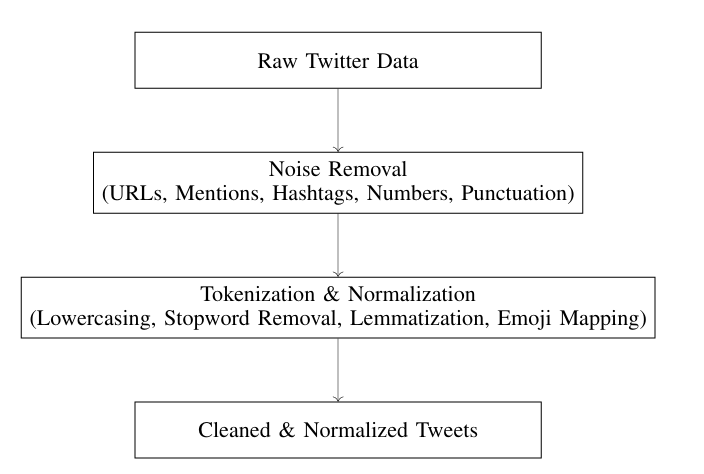 Raw Twitter Data
Noise Removal
(URLs, Mentions, Hashtags, Numbers, Punctuation)
Tokenization & Normalization
(Lowercasing, Stopword Removal, Lemmatization, Emoji Mapping)
Cleaned & Normalized Tweets